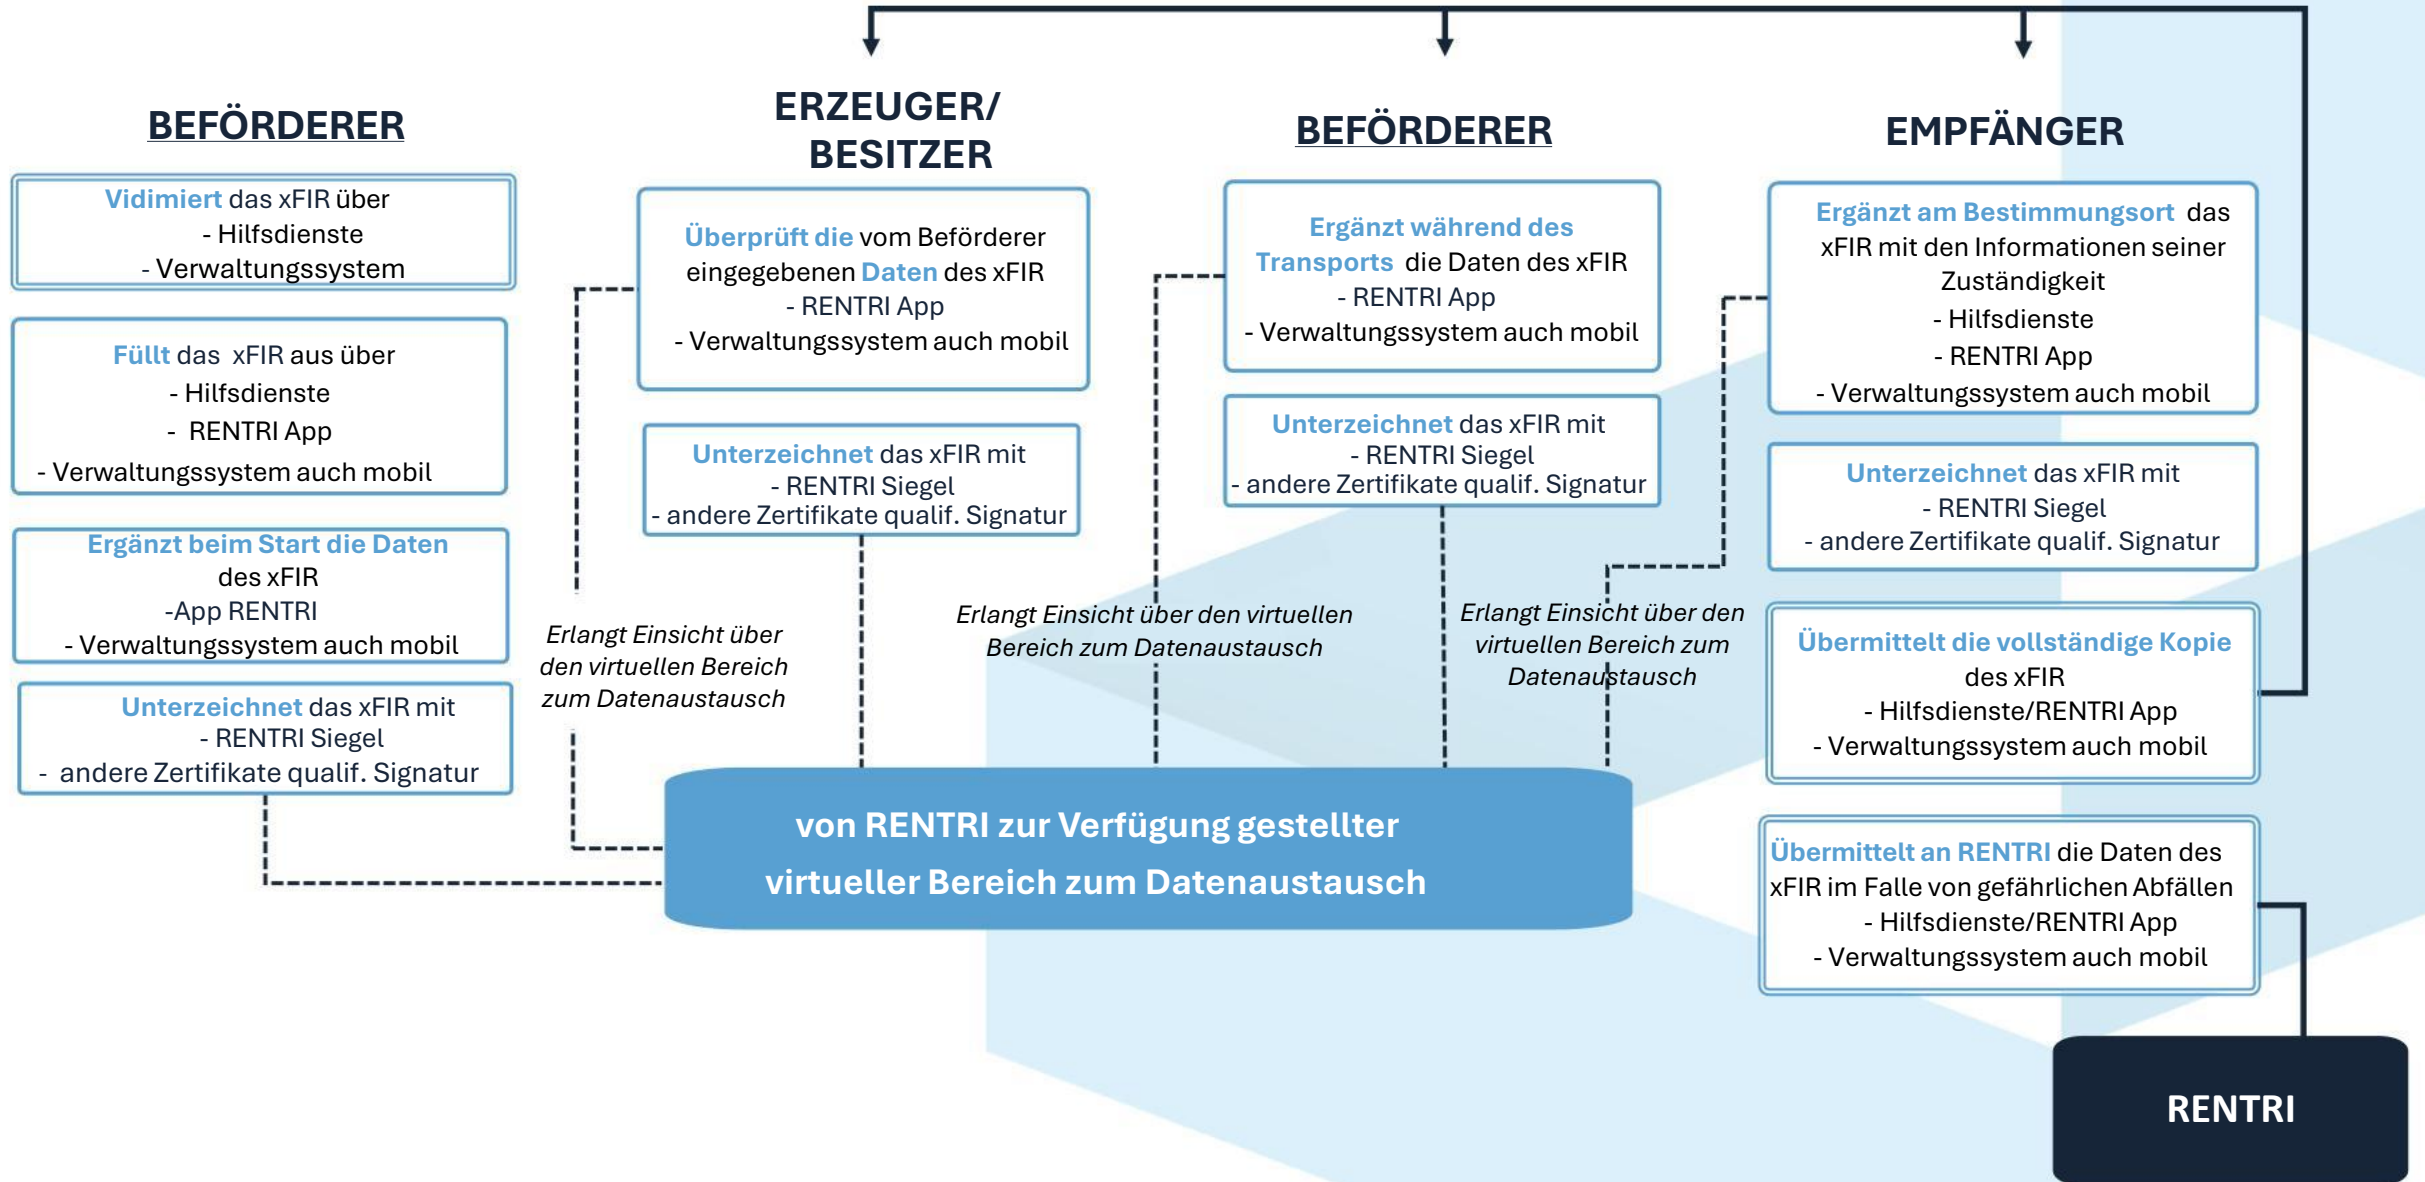 BEFÖRDERER
Vidimiert das xFIR über
- Hilfsdienste
- Verwaltungssystem
Füllt das xFIR aus über
- Hilfsdienste
- RENTRI App
- Verwaltungssystem auch mobil
Ergänzt beim Start die Daten
des xFIR
-App RENTRI
- Verwaltungssystem auch mobil
Unterzeichnet das xFIR mit
- RENTRI Siegel
- andere Zertifikate qualif. Signatur
ERZEUGER/
BESITZER
Überprüft die vom Beförderer
eingegebenen Daten des xFIR
- RENTRI App
- Verwaltungssystem auch mobil
Unterzeichnet das xFIR mit
- RENTRI Siegel
- andere Zertifikate qualif. Signatur
Erlangt Einsicht über
den virtuellen Bereich
zum Datenaustausch
BEFÖRDERER
Ergänzt während des
Transports die Daten des xFIR
- RENTRI App
- Verwaltungssystem auch mobil
Unterzeichnet das xFIR mit
- RENTRI Siegel
- andere Zertifikate qualif. Signatur
Erlangt Einsicht über den virtuellen
Bereich zum Datenaustausch
EMPFÄNGER
Ergänzt am Bestimmungsort das
xFIR mit den Informationen seiner
Zuständigkeit
- Hilfsdienste
- RENTRI App
- Verwaltungssystem auch mobil
Unterzeichnet das xFIR mit
- RENTRI Siegel
- andere Zertifikate qualif. Signatur
Erlangt Einsicht über den
virtuellen Bereich zum
Datenaustausch
Übermittelt die vollständige Kopie
des xFIR
- Hilfsdienste/RENTRI App
- Verwaltungssystem auch mobil
Übermittelt an RENTRI die Daten des
xFIR im Falle von gefährlichen Abfällen
- Hilfsdienste/RENTRI App
- Verwaltungssystem auch mobil
von RENTRI zur Verfügung gestellter
virtueller Bereich zum Datenaustausch
RENTRI